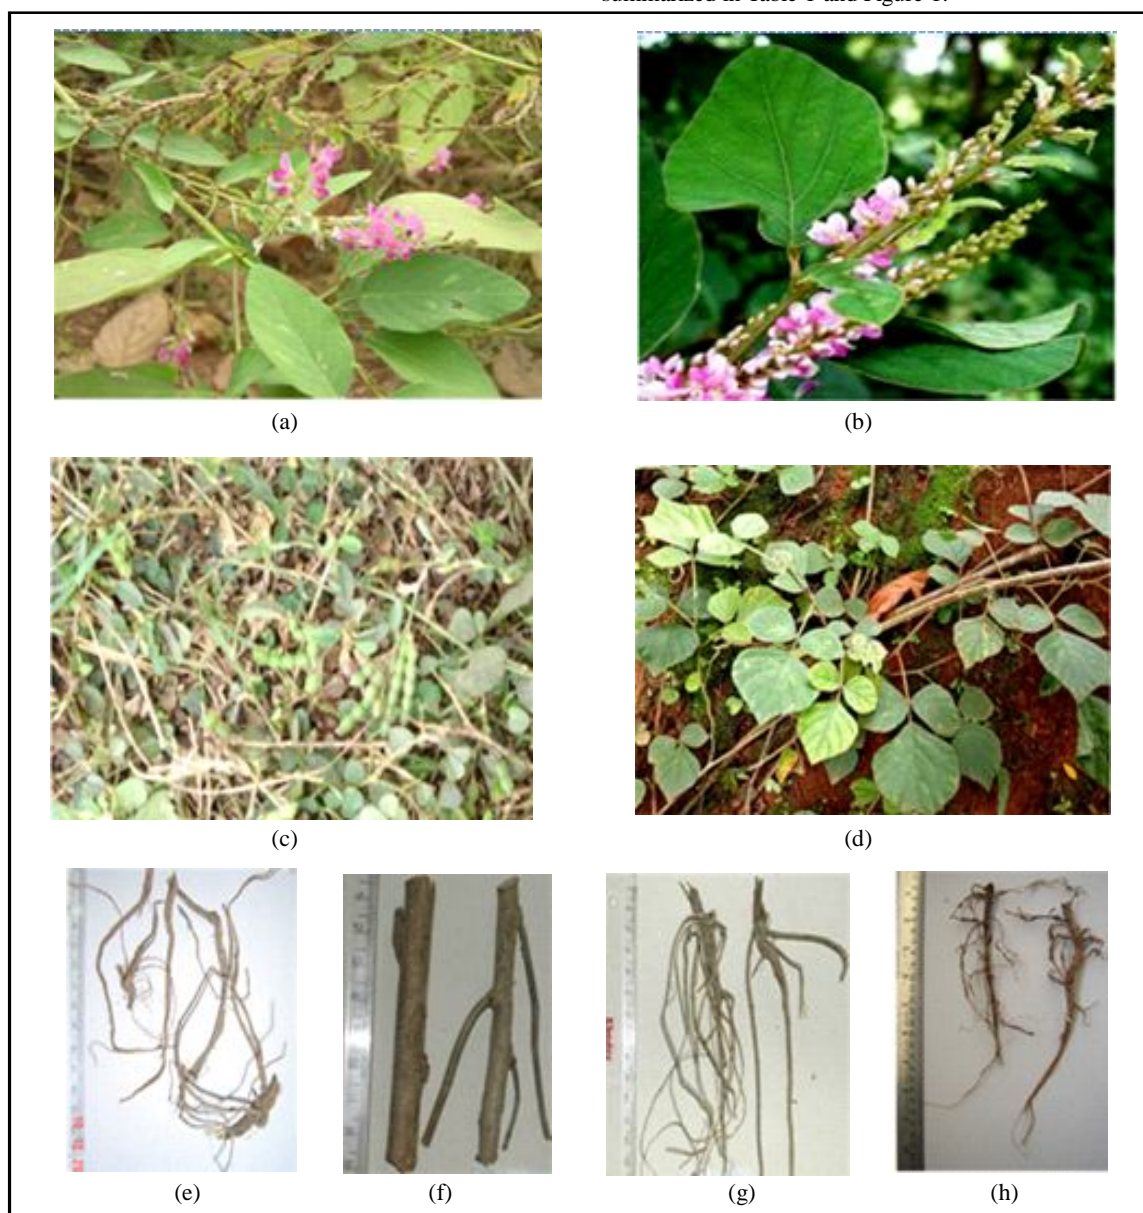 summarized in Table 1 and Figure 1.
(a)
(b)
(c)
(d)
(e)
(f)
(g)
(h)